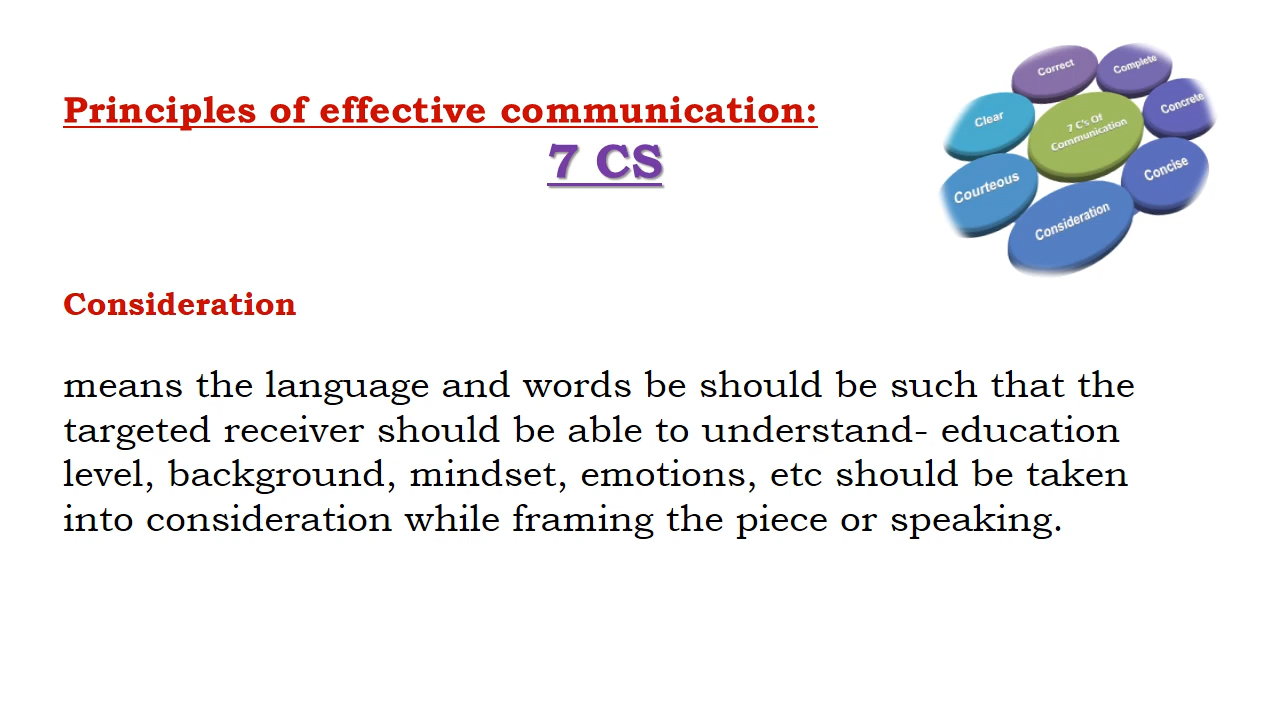 Principles of effective communication:
7 CS
Correct
Complete
Clear
7 C's Of
Communication
Concrete
Courteous
Concise
Consideration
Consideration
means the language and words be should be such that the
targeted receiver should be able to understand- education
level, background, mindset, emotions, etc should be taken
into consideration while framing the piece or speaking.